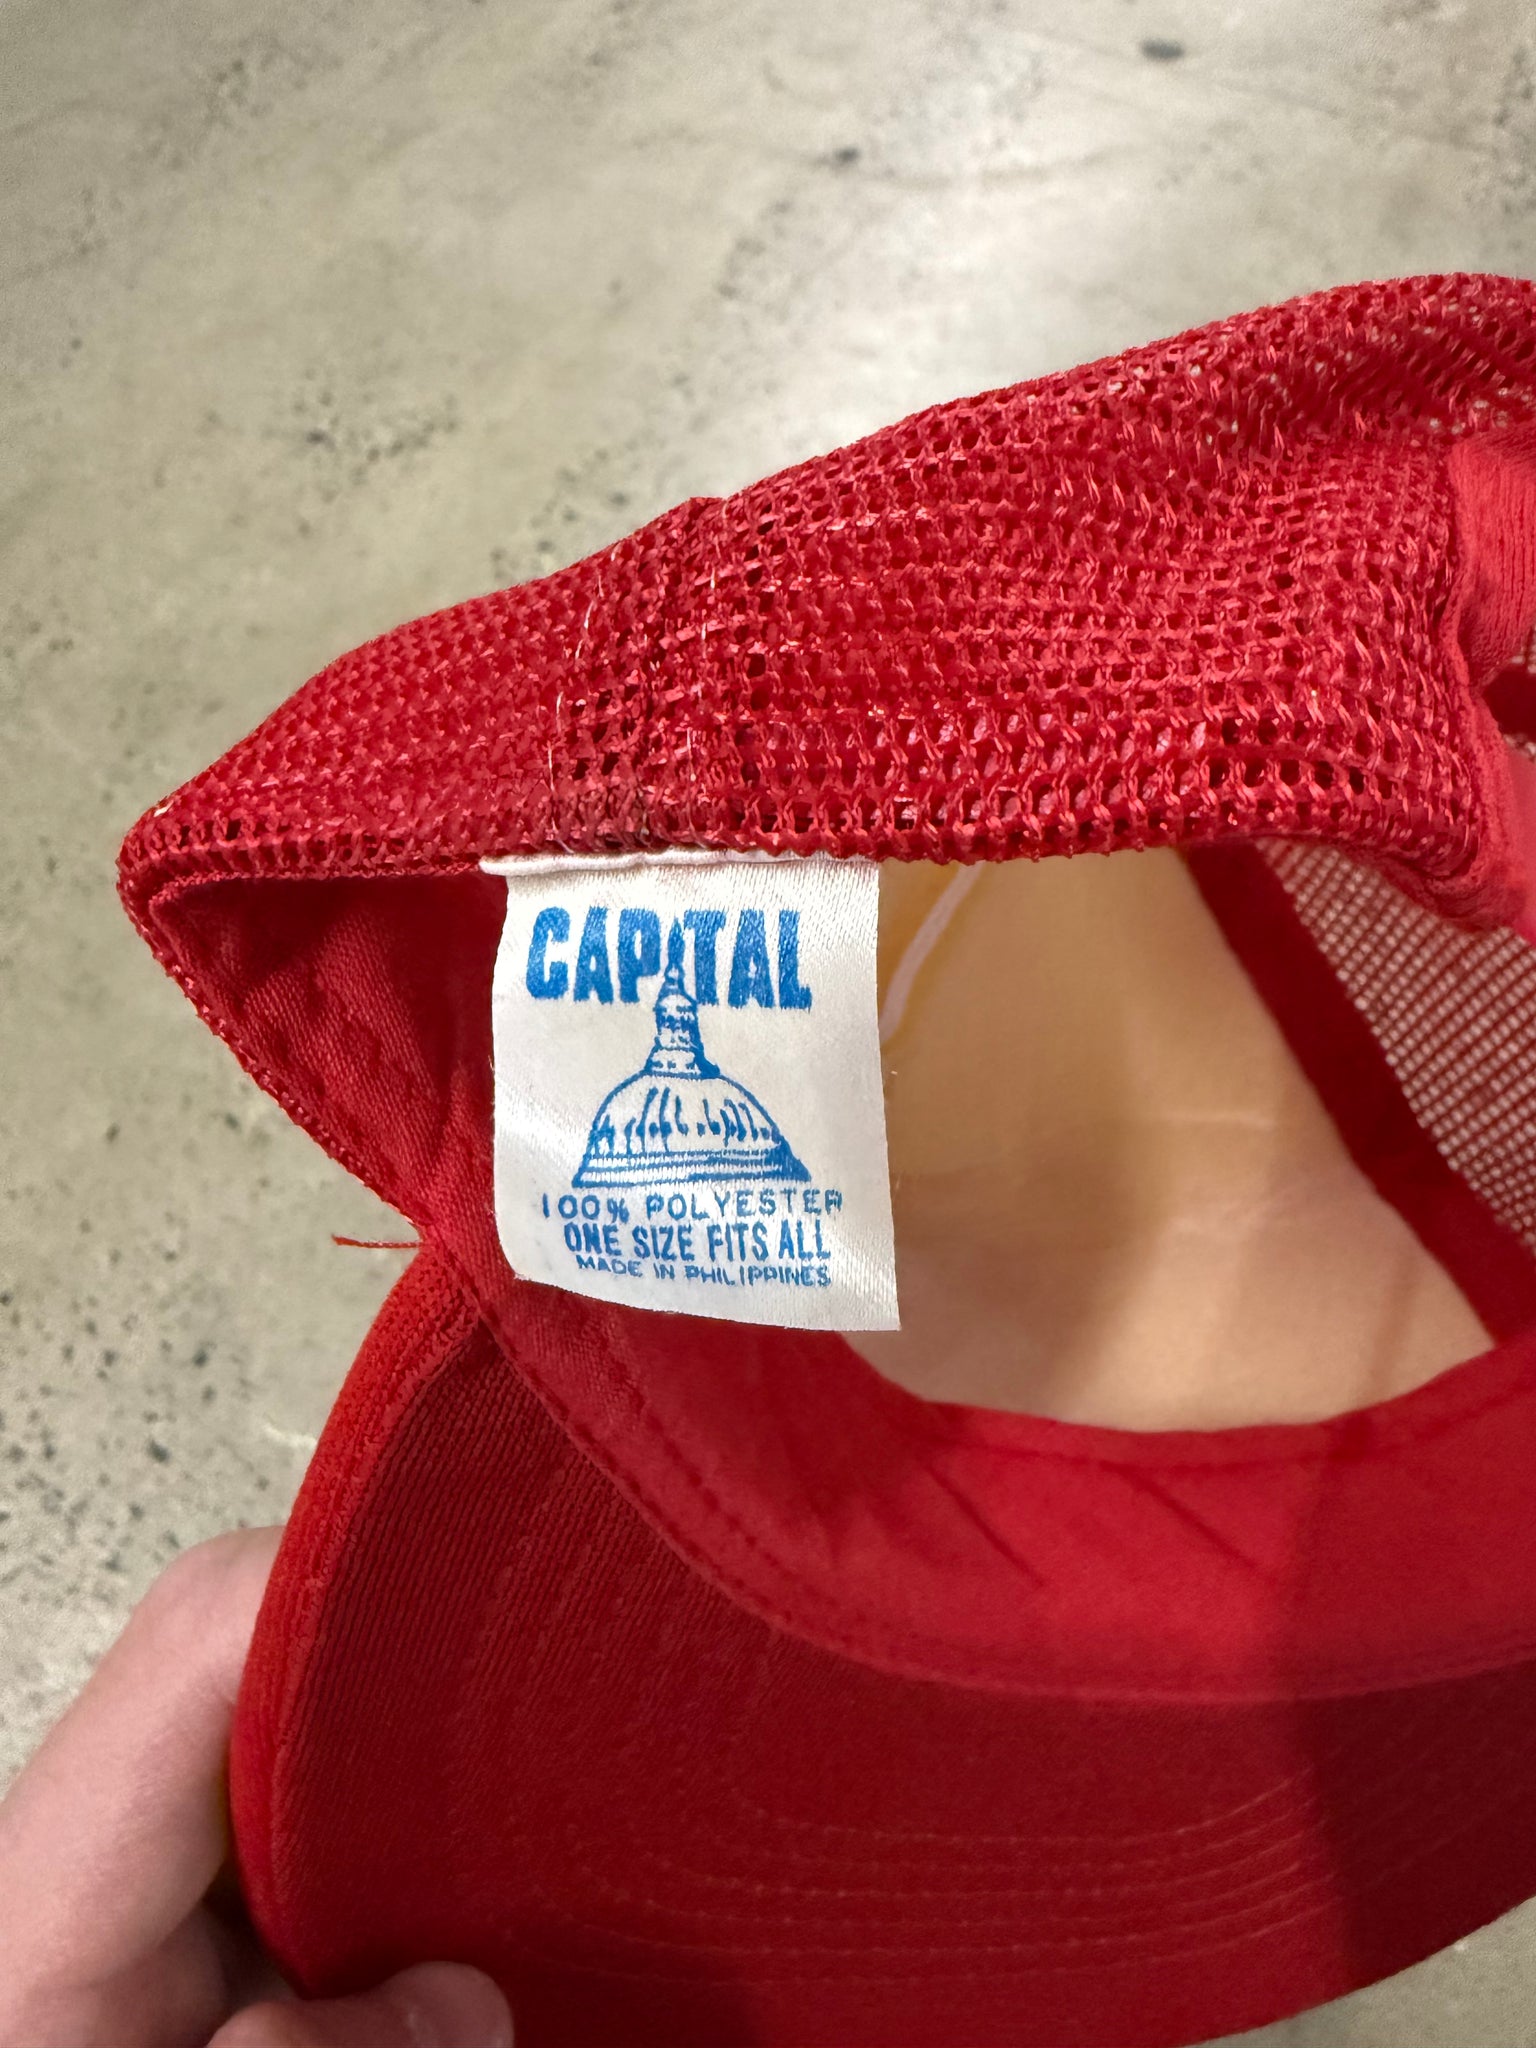 CAPITAL
100% POLYESTER
ONE SIZE FITS ALL
MADE IN PHILIPPINES